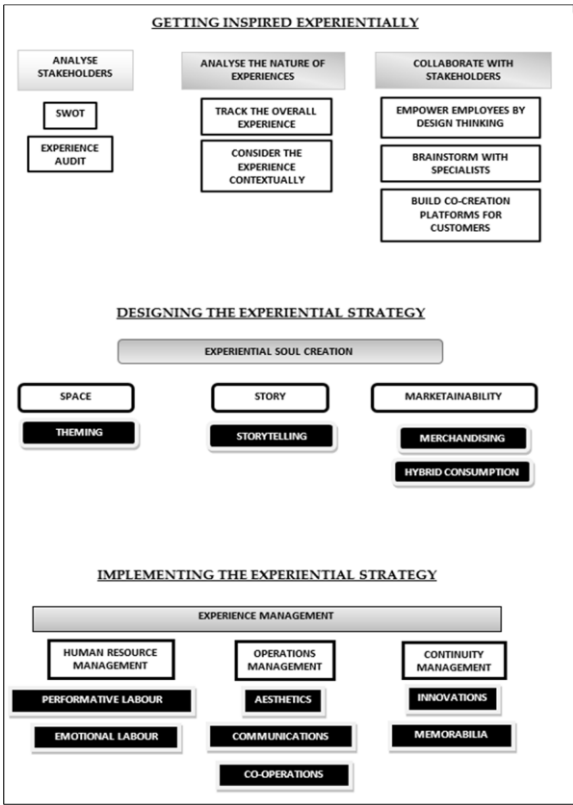 GETTING INSPIRED EXPERIENTIALLY
ANALYSE
STAKEHOLDERS
SWOT
EXPERIENCE
AUDIT
ANALYSE THE NATURE OF
EXPERIENCES
TRACK THE OVERALL
EXPERIENCE
CONSIDER THE
EXPERIENCE
CONTEXTUALLY
COLLABORATE WITH
STAKEHOLDERS
EMPOWER EMPLOYEES BY
DESIGN THINKING
BRAINSTORM WITH
SPECIALISTS
BUILD CO-CREATION
PLATFORMS FOR
CUSTOMERS
DESIGNING THE EXPERIENTIAL STRATEGY
EXPERIENTIAL SOUL CREATION
SPACE
THEMING
STORY
STORYTELLING
MARKETAINABILITY
MERCHANDISING
HYBRID CONSUMPTION
IMPLEMENTING THE EXPERIENTIAL STRATEGY
EXPERIENCE MANAGEMENT
HUMAN RESOURCE
MANAGEMENT
PERFORMATIVE LABOUR
EMOTIONAL LABOUR
OPERATIONS
MANAGEMENT
AESTHETICS
COMMUNICATIONS
CO-OPERATIONS
CONTINUITY
MANAGEMENT
INNOVATIONS
MEMORABILIA